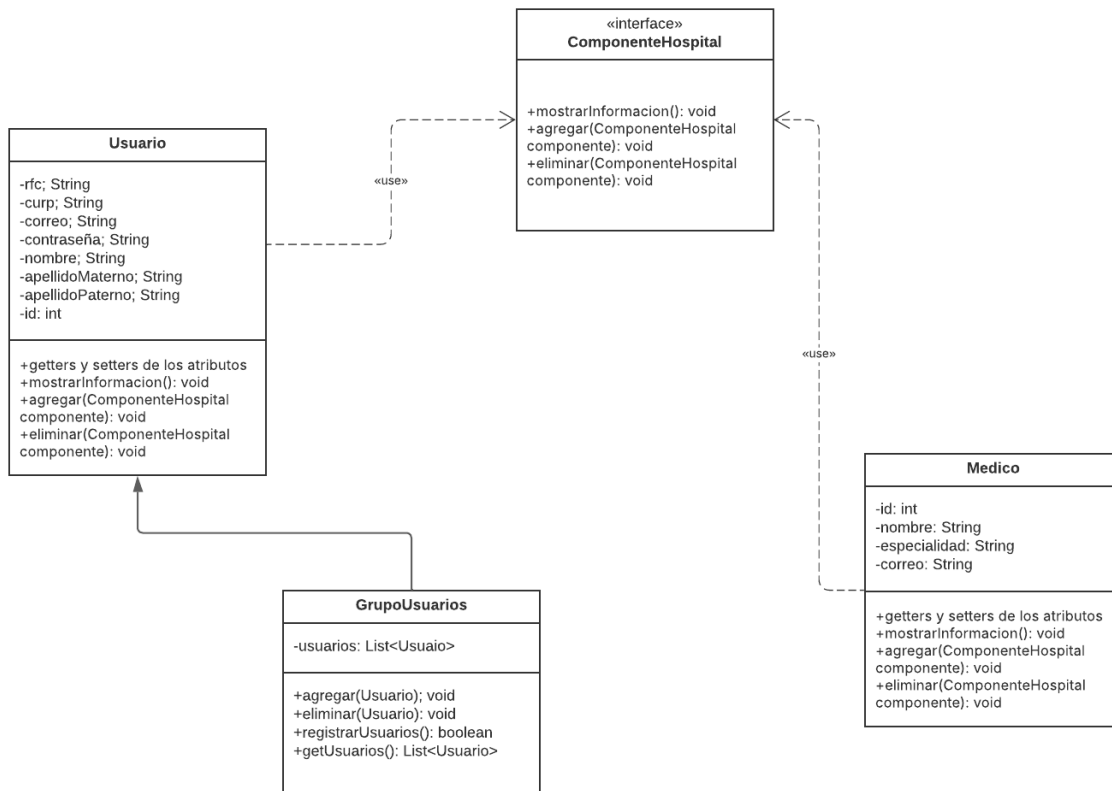 «interface»
ComponenteHospital
+mostrarInformacion(): void
+agregar(ComponenteHospital
componente): void
+eliminar(ComponenteHospital
componente): void
Usuario
-rfc; String
-curp; String
-correo; String
-contraseña; String
-nombre; String
-apellidoMaterno; String
-apellidoPaterno; String
-id: int
+getters y setters de los atributos
+mostrarInformacion(): void
+agregar(ComponenteHospital
componente): void
+eliminar(ComponenteHospital
componente): void
«use»
«use»
Medico
-id: int
-nombre: String
-especialidad: String
-correo: String
+getters y setters de los atributos
+mostrarInformacion(): void
+agregar(ComponenteHospital
componente): void
+eliminar(ComponenteHospital
componente): void
GrupoUsuarios
-usuarios: List<Usuaio>
+agregar(Usuario); void
+eliminar(Usuario): void
+registrarUsuarios(): boolean
+getUsuarios(): List<Usuario>